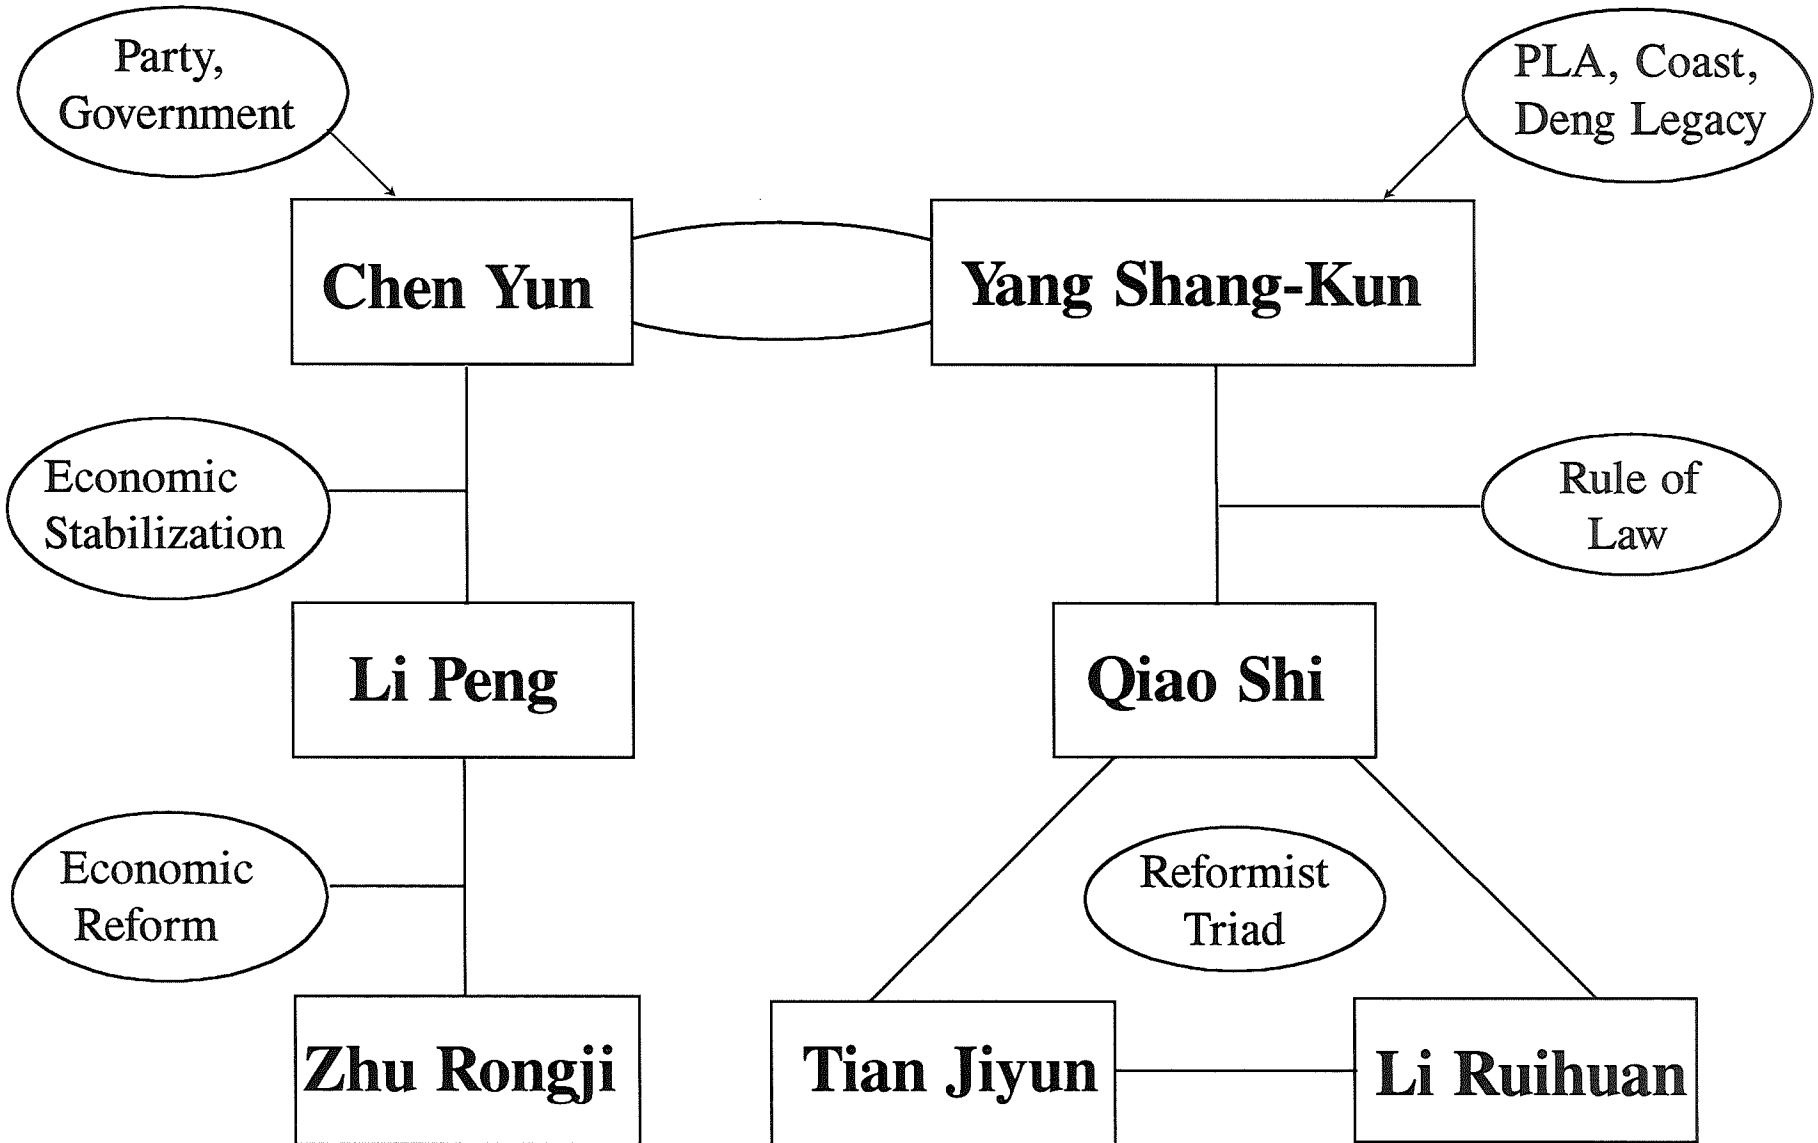 Party,
Government
PLA, Coast,
Deng Legacy
Chen Yun
Yang Shang-Kun
Economic
Stabilization
Rule of
Law
Li Peng
Qiao Shi
Economic
Reform
Reformist
Triad
Zhu Rongji
Tian Jiyun
Li Ruihuan